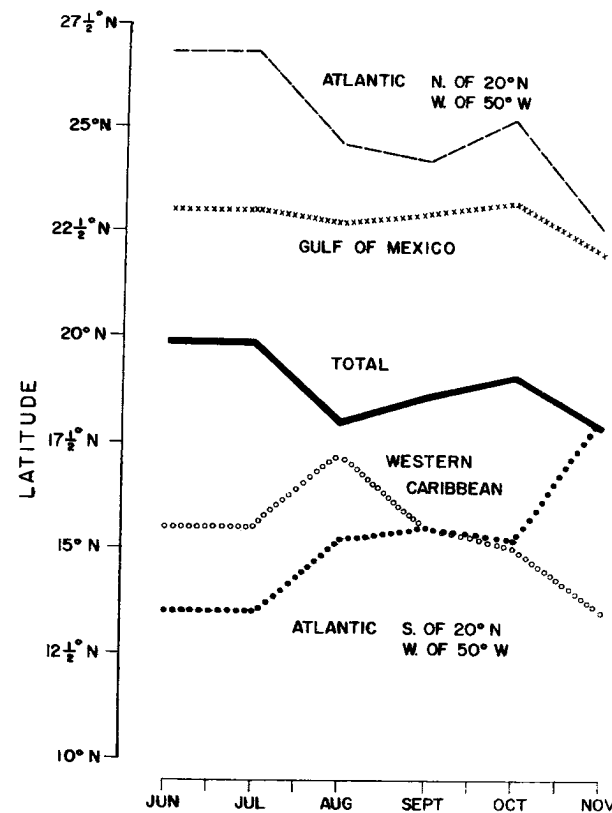 27½°N
ATLANTIC N. OF 20°N
W. OF 50° W
25°N
22½°N
GULF OF MEXICO
20° N
TOTAL
LATITUDE
17½°N
WESTERN
CARIBBEAN
15° N
ATLANTIC S. OF 20° N
W. OF 50° W
12½°N
10° N
JUN JUL AUG SEPT OCT NOV